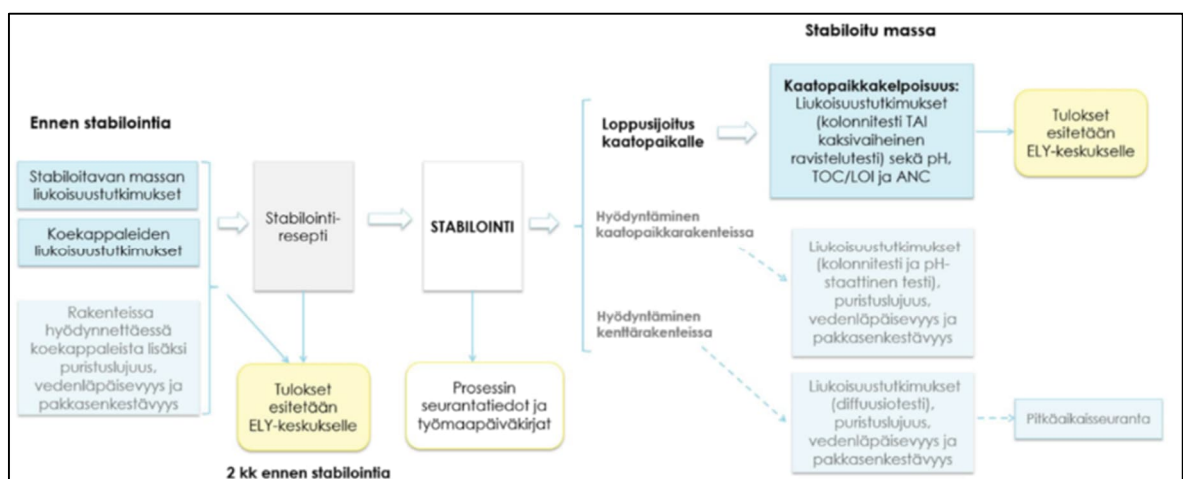 Stabiloitu massa
Ennen stabilointia
Stabiloitavan massan
liukoisuustutkimukset
Koekappaleiden
liukoisuustutkimukset
Rakenteissa
hyödynnettäessä
koekappaleista lisäksi
puristuslujuus,
vedenläpäisevyys ja
pakkasenkestävyys
Stabilointi-
resepti
Tulokset
esitetään
ELY-keskukselle
2 kk ennen stabilointia
STABILOINTI
Prosessin
seurantatiedot ja
työmaapäiväkirjat
Loppusijoitus
kaatopaikalle
Kaatopaikkakelpoisuus:
Liukoisuustutkimukset
(kolonnitesti TAI
kaksivaiheinen
ravistelutesti) sekä pH,
TOC/LOI ja ANC
Tulokset
esitetään
ELY-keskukselle
Hyödyntäminen
kaatopaikkarakenteissa
Liukoisuustutkimukset
(kolonnitesti ja pH-
staattinen testi),
puristuslujuus,
vedenläpäisevyys ja
pakkasenkestävyys
Hyödyntäminen
kenttärakenteissa
Liukoisuustutkimukset
(diffuusiotesti),
puristuslujuus,
vedenläpäisevyys ja
pakkasenkestävyys
Pitkäaikaisseuranta